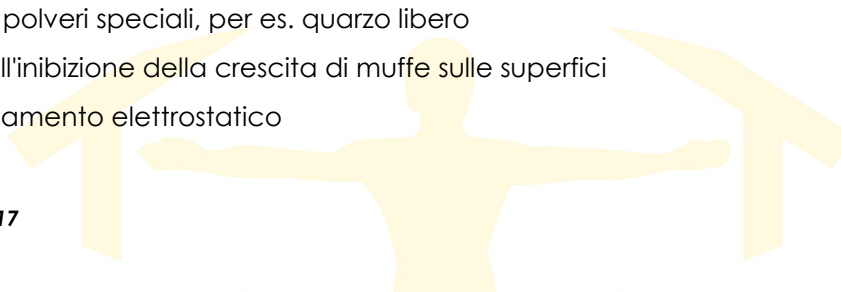 polveri speciali, per es. quarzo libero
ll'inibizione della crescita di muffe sulle superfici
amento elettrostatico
17